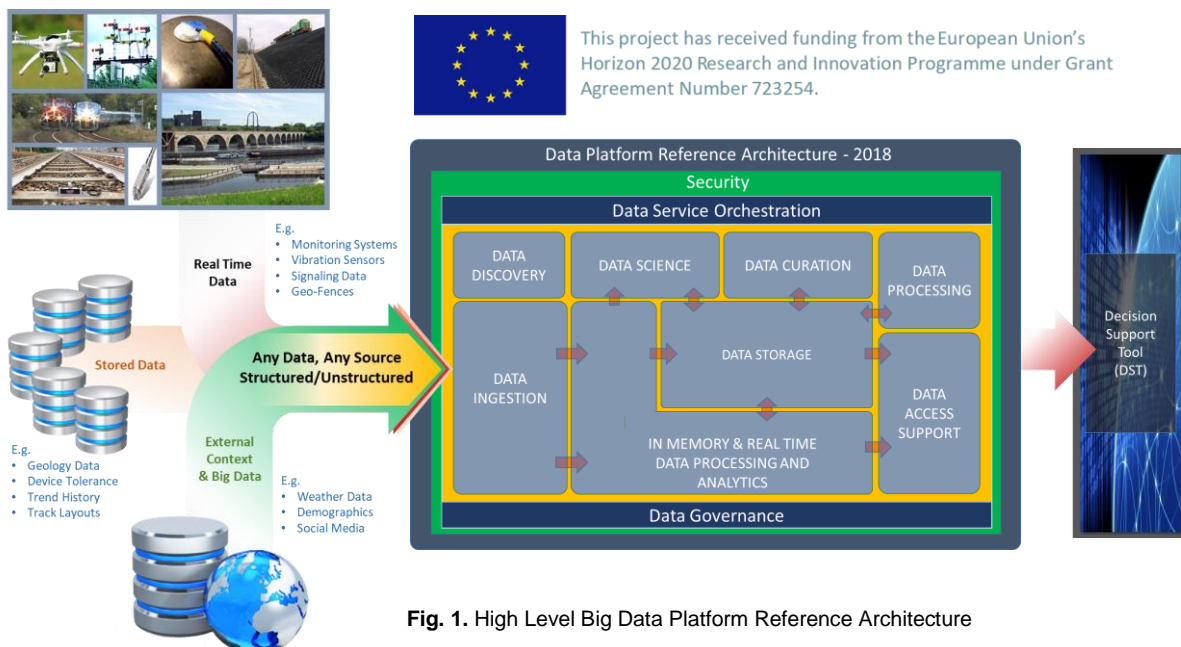 This project has received funding from the European Union's
Horizon 2020 Research and Innovation Programme under Grant
Agreement Number 723254.
Data Platform Reference Architecture - 2018
Security
Data Service Orchestration
DATA
DISCOVERY
DATA SCIENCE
DATA CURATION
DATA
PROCESSING
DATA
INGESTION
DATA STORAGE
DATA
ACCESS
SUPPORT
IN MEMORY & REAL TIME
DATA PROCESSING AND
ANALYTICS
Data Governance
Real Time
Data
E.g.
• Monitoring Systems
• Vibration Sensors
• Signaling Data
• Geo-Fences
Stored Data
Any Data, Any Source
Structured/Unstructured
External
Context
& Big Data
E.g.
• Geology Data
• Device Tolerance
• Trend History
• Track Layouts
E.g.
• Weather Data
• Demographics
• Social Media
Decision
Support
Tool
(DST)
Fig. 1. High Level Big Data Platform Reference Architecture